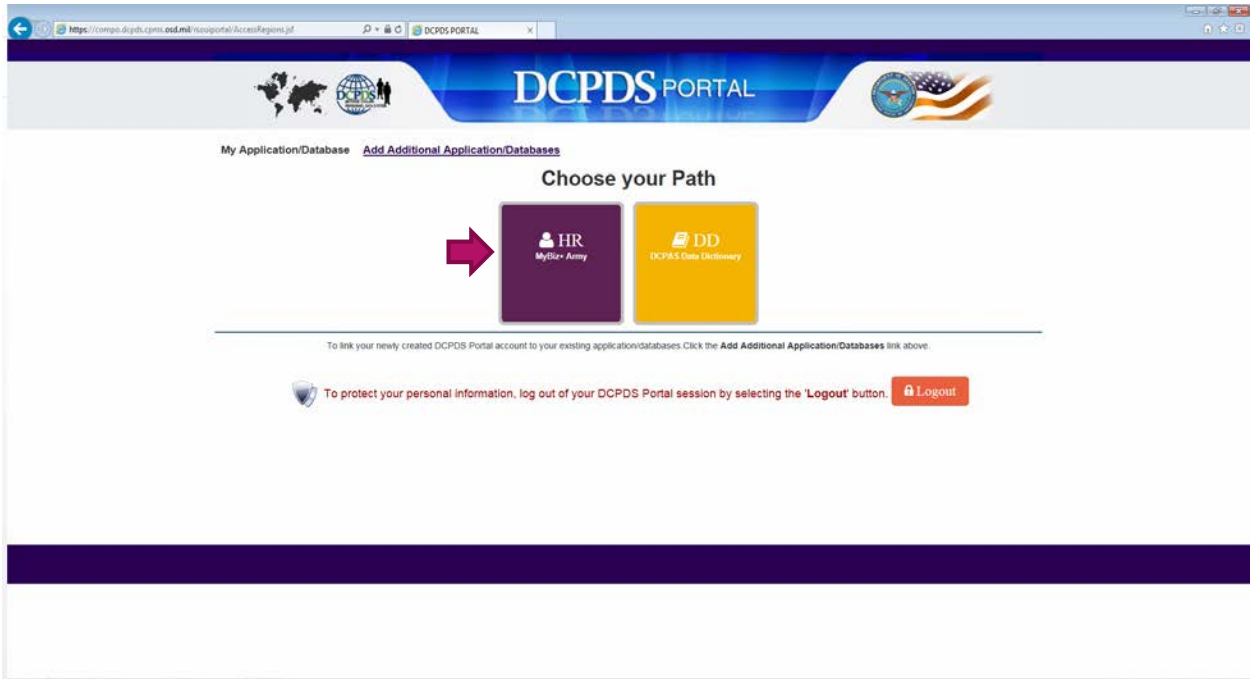 https://compo.dcpds.cpms.osd.mil/nsouiportal/AccessRegions.jsf
DCPDS PORTAL
DCPDS
DCPDS PORTAL
My Application/Database Add Additional Application/Databases
Choose your Path
HR
MyBiz+ Army
DD
DCPAS Data Dictionary
To link your newly created DCPDS Portal account to your existing application/databases.Click the Add Additional Application/Databases link above.
To protect your personal information, log out of your DCPDS Portal session by selecting the 'Logout' button. Logout